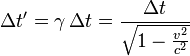 Δt′ = γ Δt = Δt / √(1 − v²/c²)